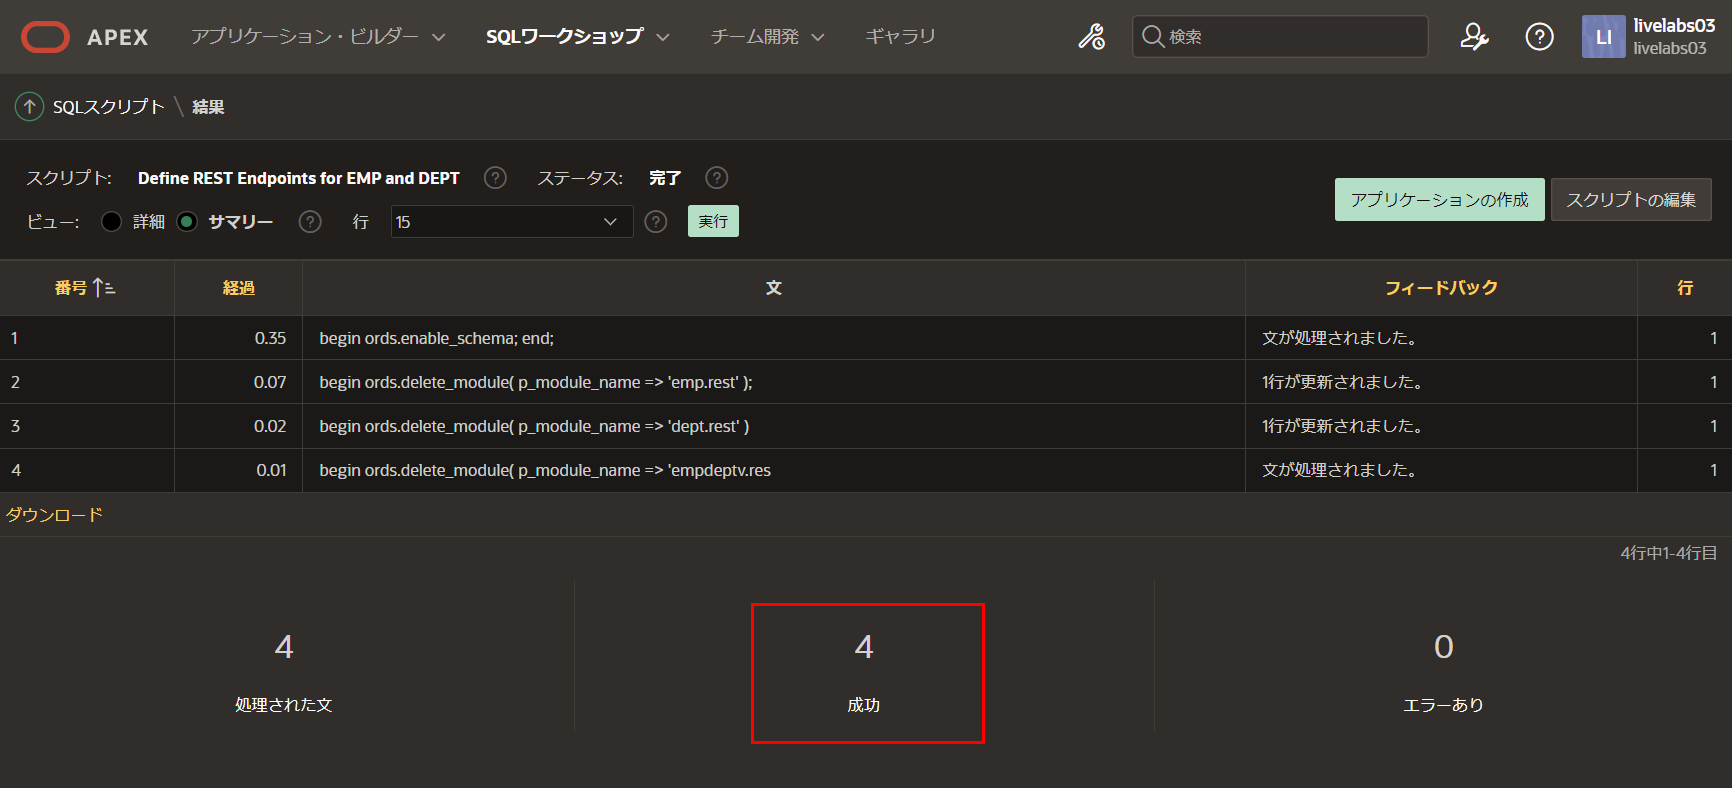 APEX アプリケーション・ビルダー SQLワークショップ チーム開発 ギャラリ 検索 LI livelabs03
livelabs03
SQLスクリプト \ 結果
スクリプト: Define REST Endpoints for EMP and DEPT ステータス: 完了
アプリケーションの作成 スクリプトの編集
ビュー: 詳細 サマリー 行 15 実行
番号 経過 文 フィードバック 行
1 0.35 begin ords.enable_schema; end; 文が処理されました。 1
2 0.07 begin ords.delete_module( p_module_name => 'emp.rest' ); 1行が更新されました。 1
3 0.02 begin ords.delete_module( p_module_name => 'dept.rest' ) 1行が更新されました。 1
4 0.01 begin ords.delete_module( p_module_name => 'empdeptv.res 文が処理されました。 1
ダウンロード
4行中1-4行目
4 4 0
処理された文 成功 エラーあり